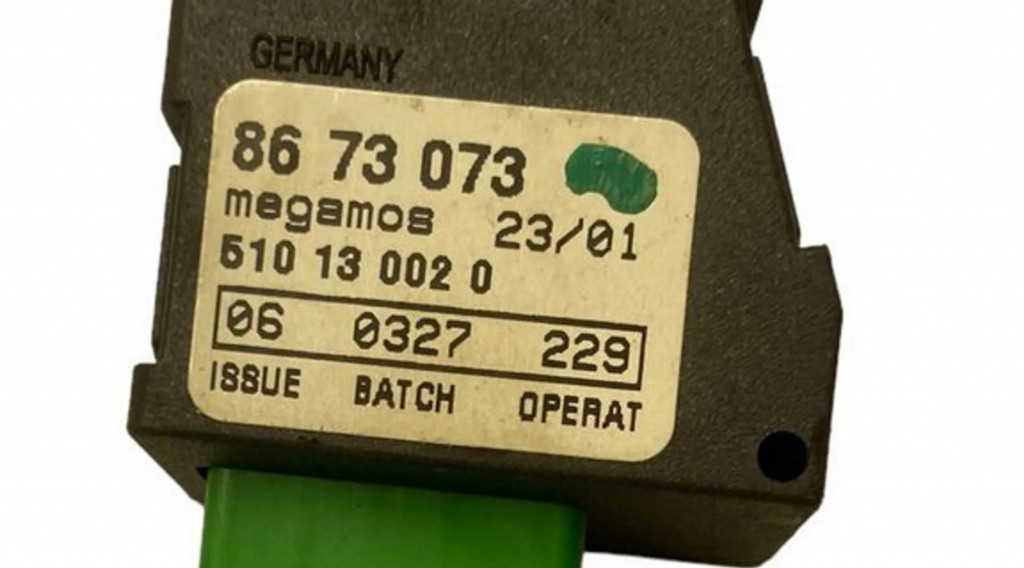 GERMANY
86 73 073
megamos 23/01
510 13 002 0
06 0327 229
ISSUE BATCH OPERAT